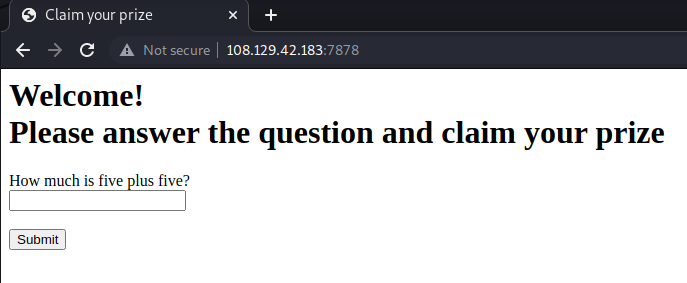 Claim your prize
Not secure
108.129.42.183:7878
Welcome!
Please answer the question and claim your prize
How much is five plus five?
Submit